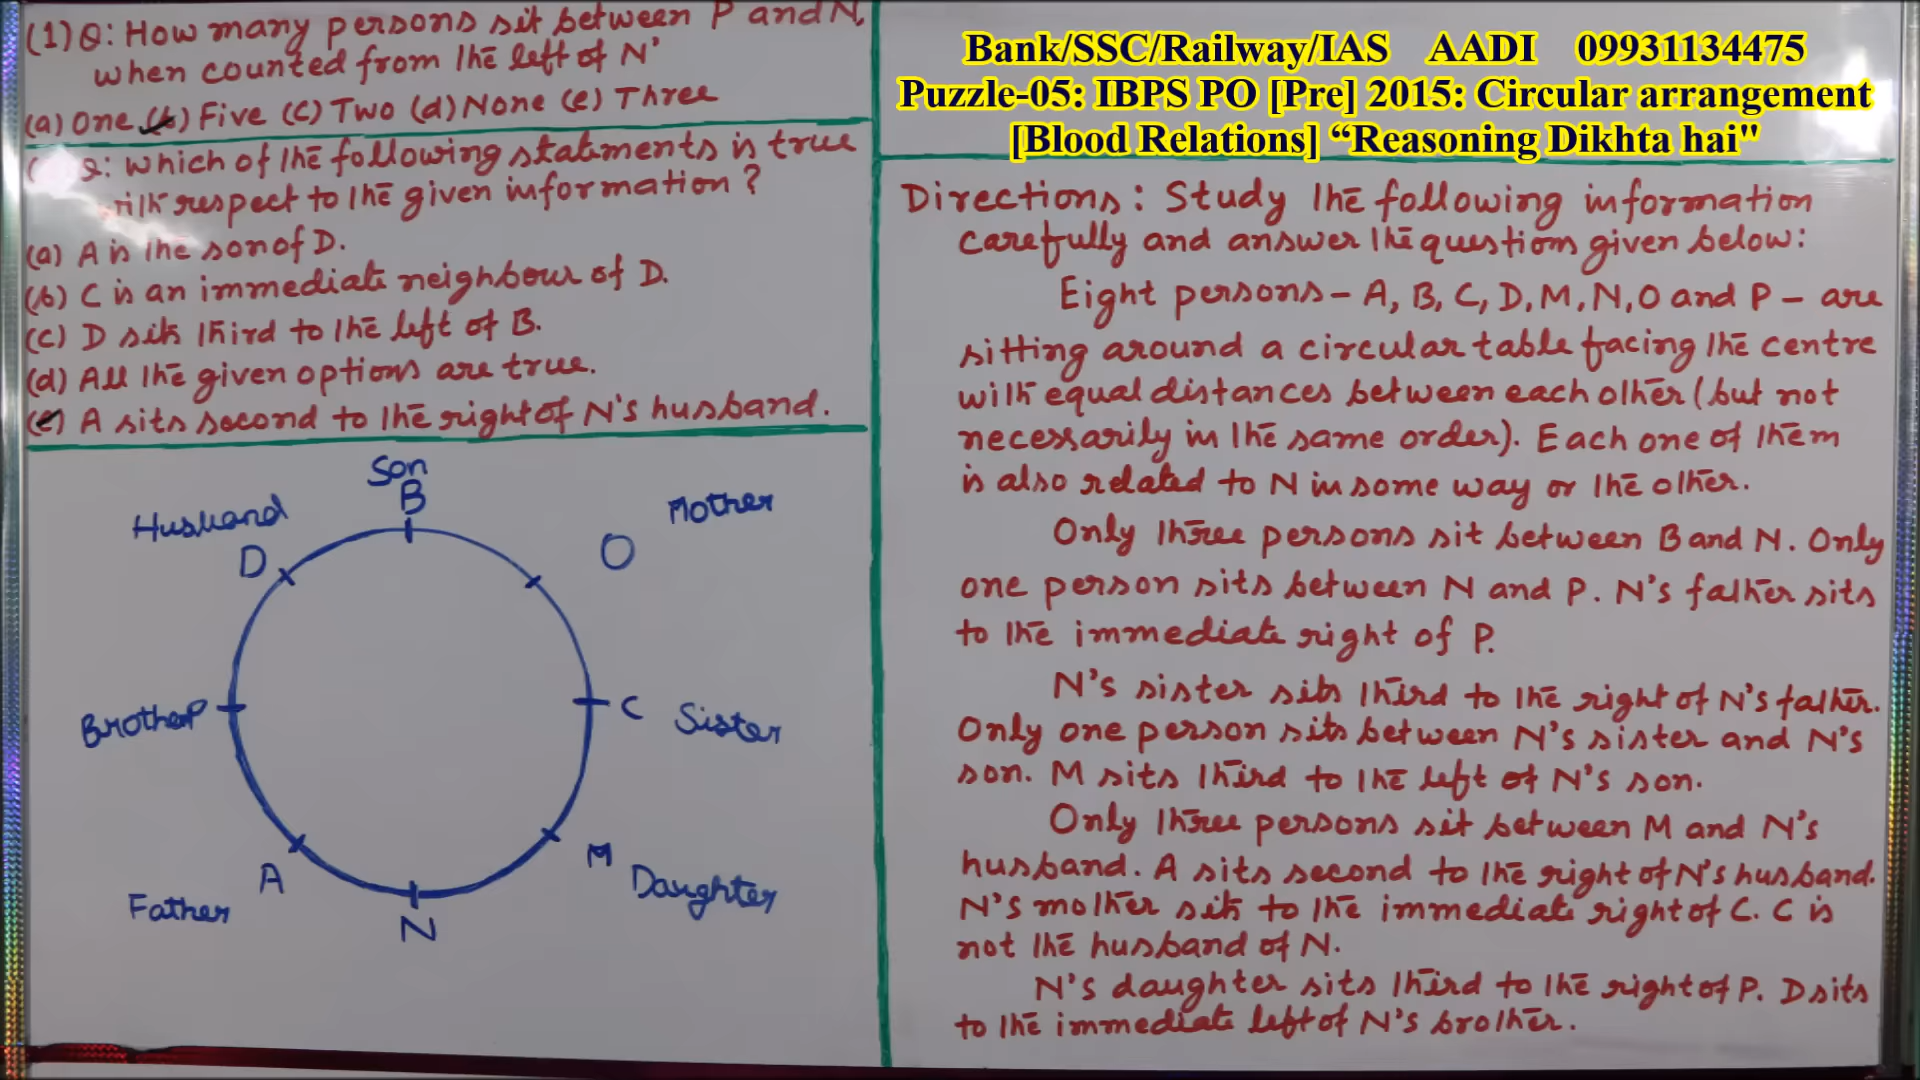 (1) Q: How many persons sit between P and N,
when counted from the left of N?
(a) One (b) Five (c) Two (d) None (e) Three
Q: Which of the following statements is true
with respect to the given information?
(a) A is the son of D.
(b) C is an immediate neighbour of D.
(c) D sits third to the left of B.
(d) All the given options are true.
(e) A sits second to the right of N's husband.
Son
B
Husband
D
Mother
O
Brother P
C Sister
A
Father
M
Daughter
N
Bank/SSC/Railway/IAS AADI 09931134475
Puzzle-05: IBPS PO [Pre] 2015: Circular arrangement
[Blood Relations] “Reasoning Dikhta hai"
Directions: Study the following information
carefully and answer the questions given below:
Eight persons – A, B, C, D, M, N, O and P – are
sitting around a circular table facing the centre
with equal distances between each other (but not
necessarily in the same order). Each one of them
is also related to N in some way or the other.
Only three persons sit between B and N. Only
one person sits between N and P. N's father sits
to the immediate right of P.
N's sister sits third to the right of N's father.
Only one person sits between N's sister and N's
son. M sits third to the left of N's son.
Only three persons sit between M and N's
husband. A sits second to the right of N's husband.
N's mother sits to the immediate right of C. C is
not the husband of N.
N's daughter sits third to the right of P. D sits
to the immediate left of N's brother.